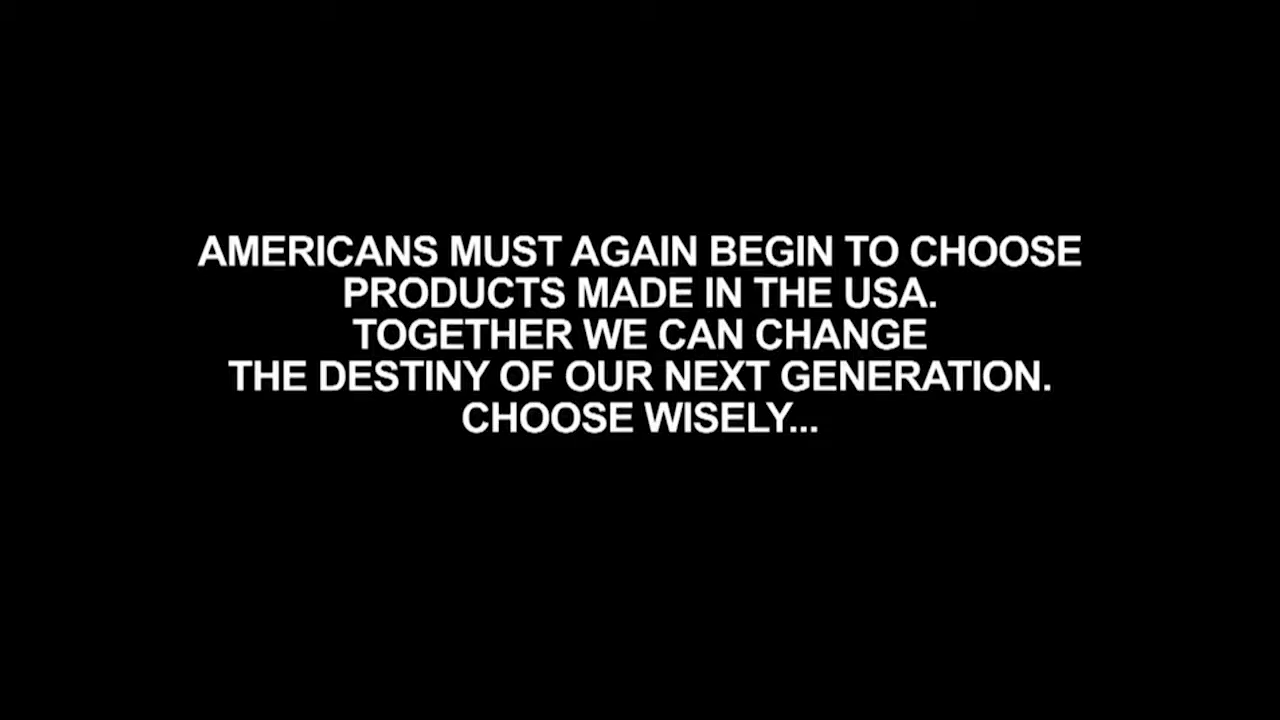 AMERICANS MUST AGAIN BEGIN TO CHOOSE
PRODUCTS MADE IN THE USA.
TOGETHER WE CAN CHANGE
THE DESTINY OF OUR NEXT GENERATION.
CHOOSE WISELY...